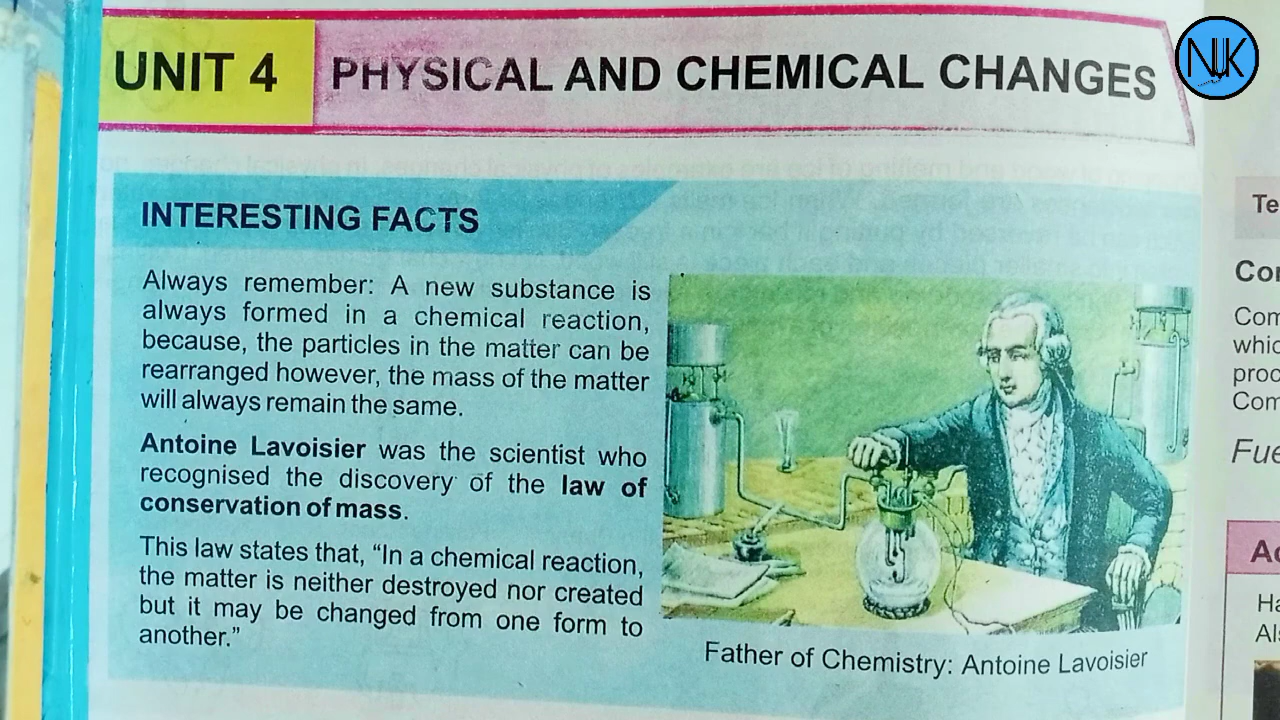 UNIT 4
PHYSICAL AND CHEMICAL CHANGES
NJK
INTERESTING FACTS
Always remember: A new substance is
always formed in a chemical reaction,
because, the particles in the matter can be
rearranged however, the mass of the matter
will always remain the same.
Antoine Lavoisier was the scientist who
recognised the discovery of the law of
conservation of mass.
This law states that, “In a chemical reaction,
the matter is neither destroyed nor created
but it may be changed from one form to
another.”
Father of Chemistry: Antoine Lavoisier